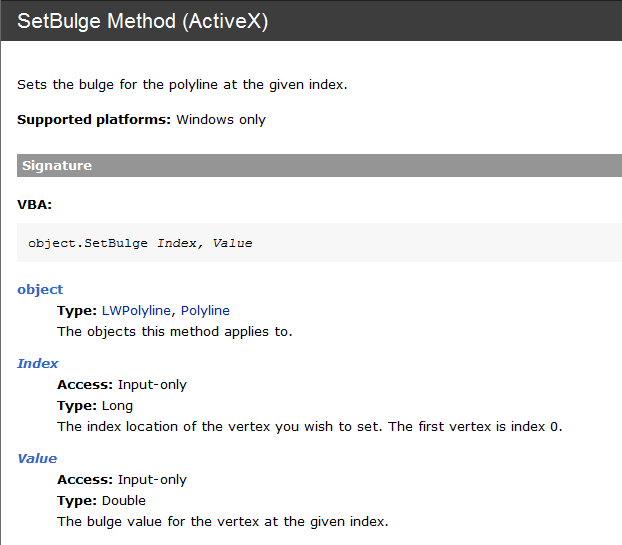 SetBulge Method (ActiveX)
Sets the bulge for the polyline at the given index.
Supported platforms: Windows only
Signature
VBA:
object.SetBulge Index, Value
object
Type: LWPolyline, Polyline
The objects this method applies to.
Index
Access: Input-only
Type: Long
The index location of the vertex you wish to set. The first vertex is index 0.
Value
Access: Input-only
Type: Double
The bulge value for the vertex at the given index.